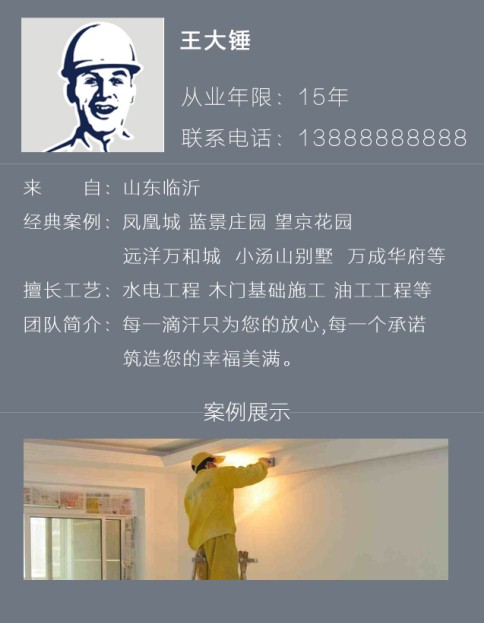 王大锤
从业年限：15年
联系电话：13888888888
来　　自：山东临沂
经典案例：凤凰城 蓝景庄园 望京花园
远洋万和城 小汤山别墅 万成华府等
擅长工艺：水电工程 木门基础施工 油工工程等
团队简介：每一滴汗只为您的放心,每一个承诺
筑造您的幸福美满。
案例展示